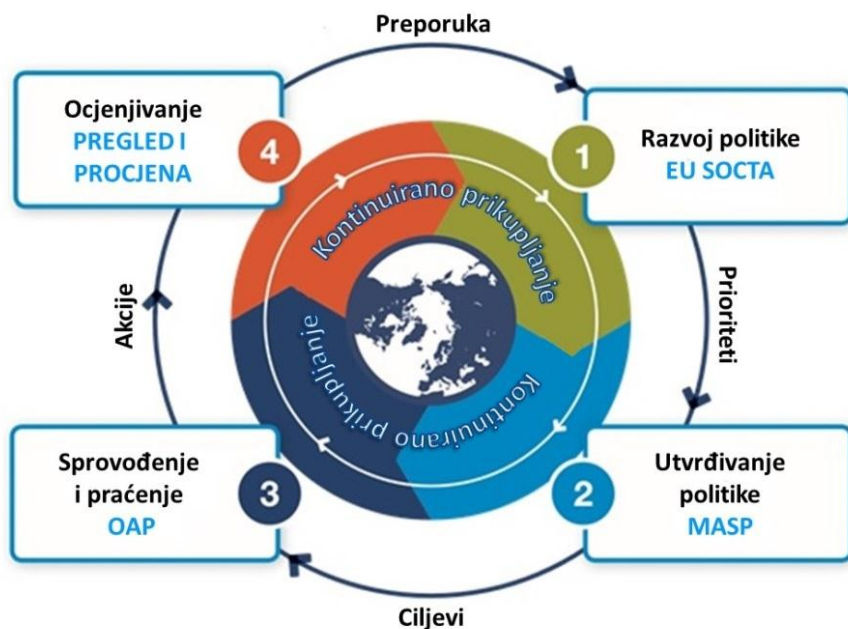 Preporuka
Ocjenjivanje
PREGLED I
PROCJENA
4
1
Razvoj politike
EU SOCTA
Kontinuirano prikupljanje
Akcije
Prioriteti
Kontinuirano prikupljanje
Sprovođenje
i praćenje
OAP
3
2
Utvrđivanje
politike
MASP
Ciljevi